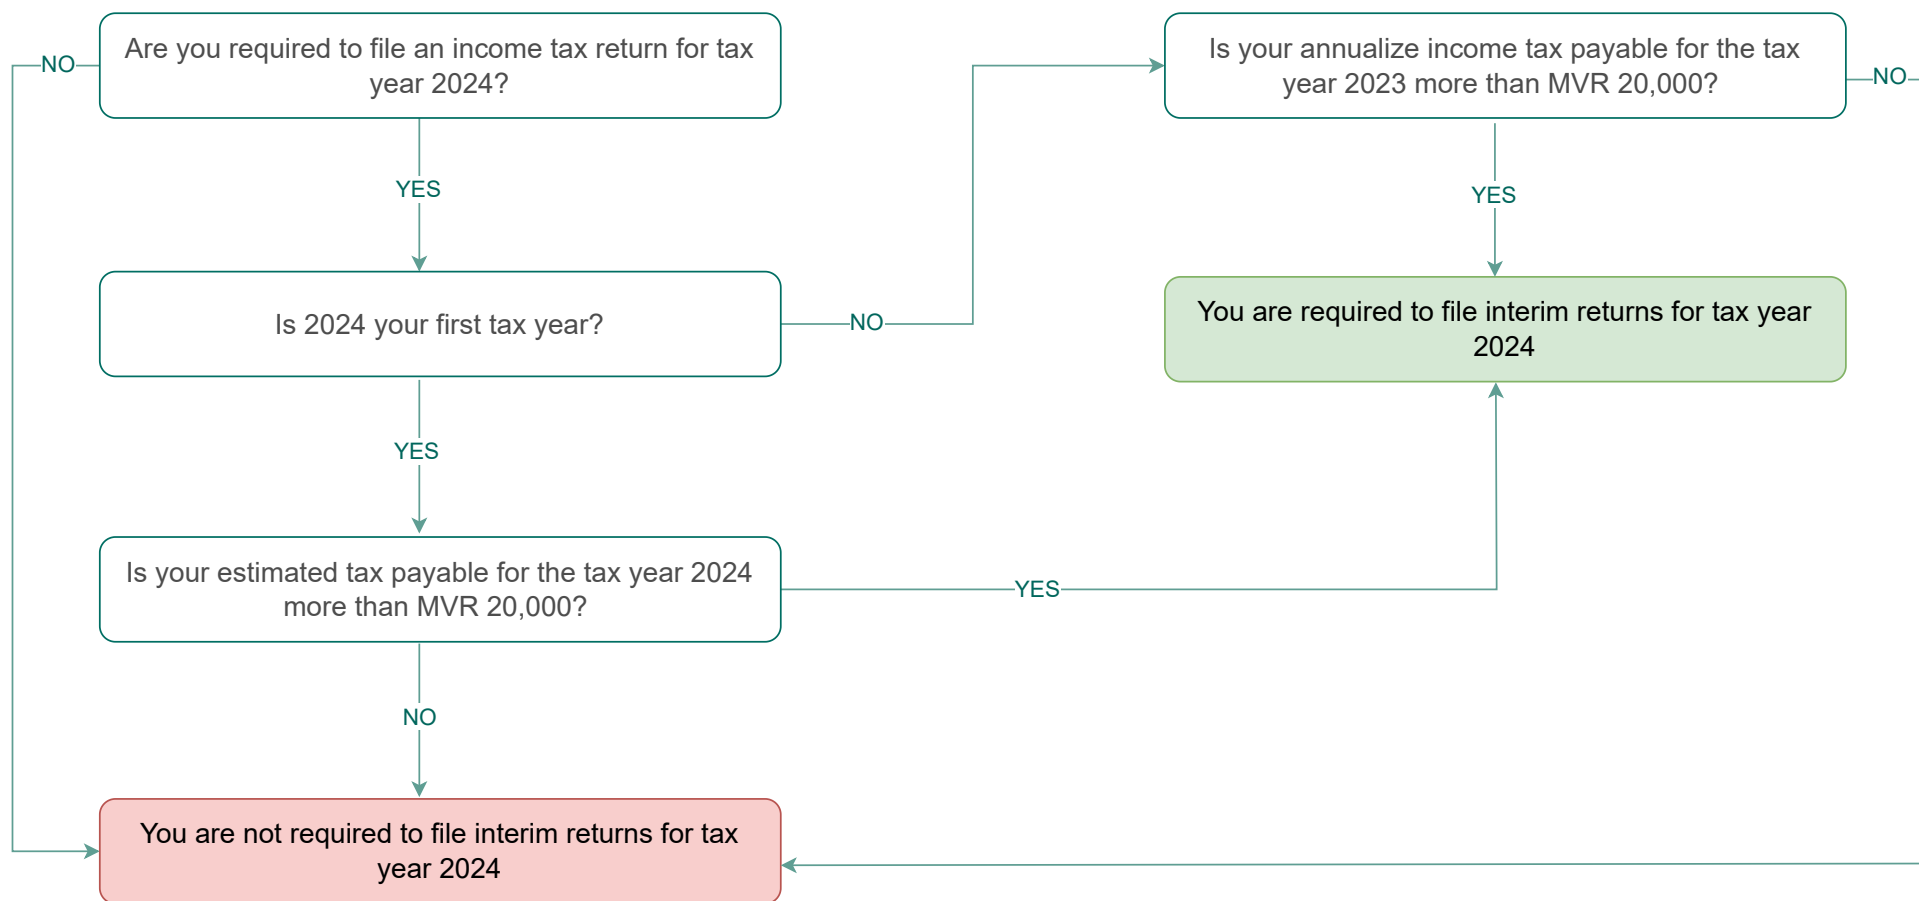 Are you required to file an income tax return for tax
year 2024?
NO
YES
Is 2024 your first tax year?
NO
YES
Is your estimated tax payable for the tax year 2024
more than MVR 20,000?
YES
NO
You are not required to file interim returns for tax
year 2024
Is your annualize income tax payable for the tax
year 2023 more than MVR 20,000?
NO
YES
You are required to file interim returns for tax year
2024